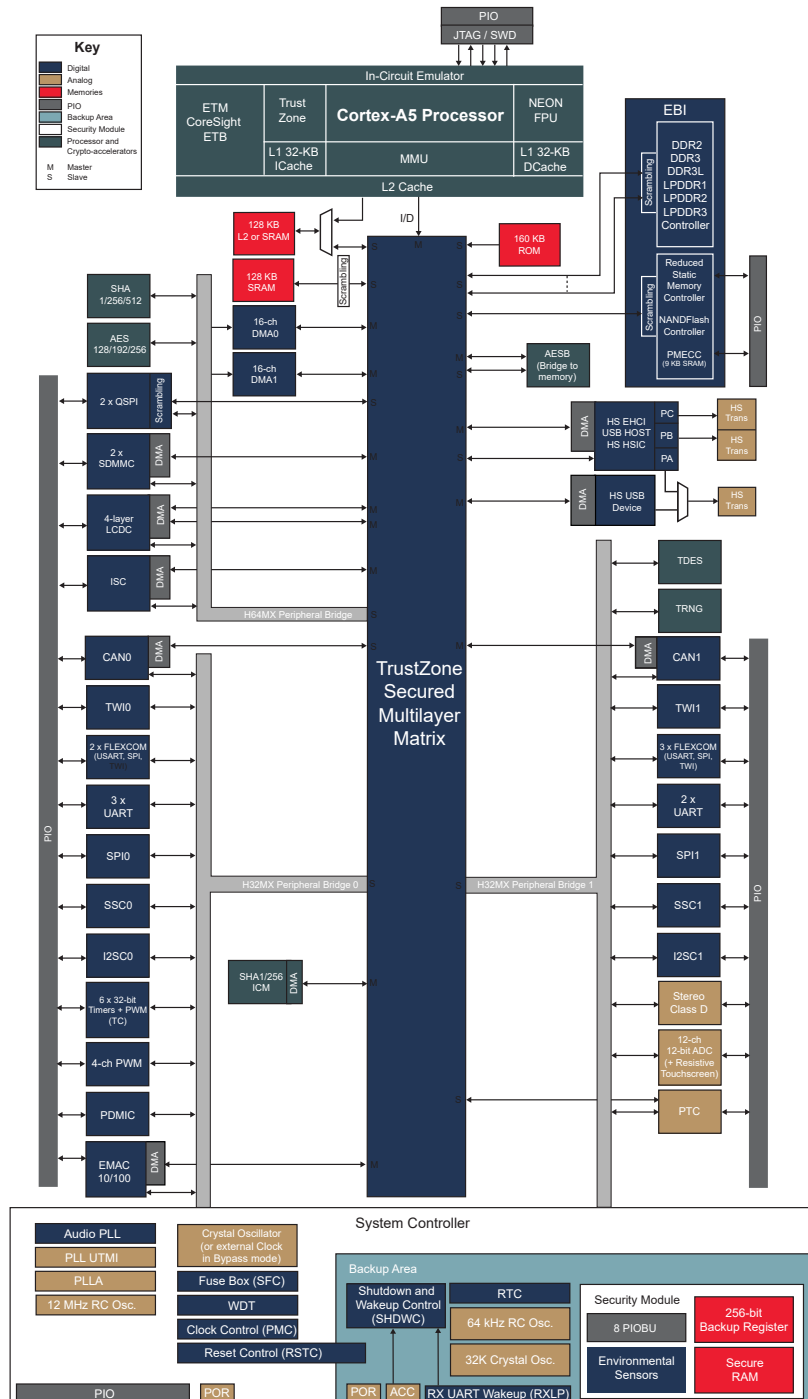 PIO
JTAG / SWD
Key
Digital
Analog
Memories
PIO
Backup Area
Security Module
Processor and
Crypto-accelerators
M Master
S Slave
In-Circuit Emulator
ETM
CoreSight
ETB
Trust
Zone
Cortex-A5 Processor
NEON
FPU
L1 32-KB
ICache
MMU
L1 32-KB
DCache
L2 Cache
I/D
EBI
Scrambling
DDR2
DDR3
DDR3L
LPDDR1
LPDDR2
LPDDR3
Controller
Scrambling
Reduced
Static
Memory
Controller
NANDFlash
Controller
PMECC
(9 KB SRAM)
PIO
128 KB
L2 or SRAM
128 KB
SRAM
Scrambling
160 KB
ROM
M
S
S
S
S
S
S
SHA
1/256/512
AES
128/192/256
16-ch
DMA0
M
16-ch
DMA1
M
M
S
AESB
(Bridge to
memory)
PIO
2 x QSPI
Scrambling
S
2 x
SDMMC
DMA
M
4-layer
LCDC
DMA
M
M
ISC
DMA
M
H64MX Peripheral Bridge
S
M
S
DMA
HS EHCI
USB HOST
HS HSIC
PC
PB
PA
HS
Trans
HS
Trans
M
DMA
HS USB
Device
HS
Trans
TDES
TRNG
CAN0
DMA
S
TWI0
2 x FLEXCOM
(USART, SPI,
TWI)
3 x
UART
SPI0
SSC0
I2SC0
6 x 32-bit
Timers + PWM
(TC)
4-ch PWM
PDMIC
EMAC
10/100
DMA
M
TrustZone
Secured
Multilayer
Matrix
H32MX Peripheral Bridge 0
S
S
H32MX Peripheral Bridge 1
SHA1/256
ICM
DMA
M
M
DMA
CAN1
TWI1
3 x FLEXCOM
(USART, SPI,
TWI)
2 x
UART
SPI1
SSC1
I2SC1
Stereo
Class D
12-ch
12-bit ADC
(+ Resistive
Touchscreen)
S
PTC
PIO
System Controller
Audio PLL
PLL UTMI
PLLA
12 MHz RC Osc.
Crystal Oscillator
(or external Clock
in Bypass mode)
Fuse Box (SFC)
WDT
Clock Control (PMC)
Reset Control (RSTC)
PIO
POR
Backup Area
Shutdown and
Wakeup Control
(SHDWC)
RTC
64 kHz RC Osc.
32K Crystal Osc.
POR
ACC
RX UART Wakeup (RXLP)
Security Module
8 PIOBU
Environmental
Sensors
256-bit
Backup Register
Secure
RAM